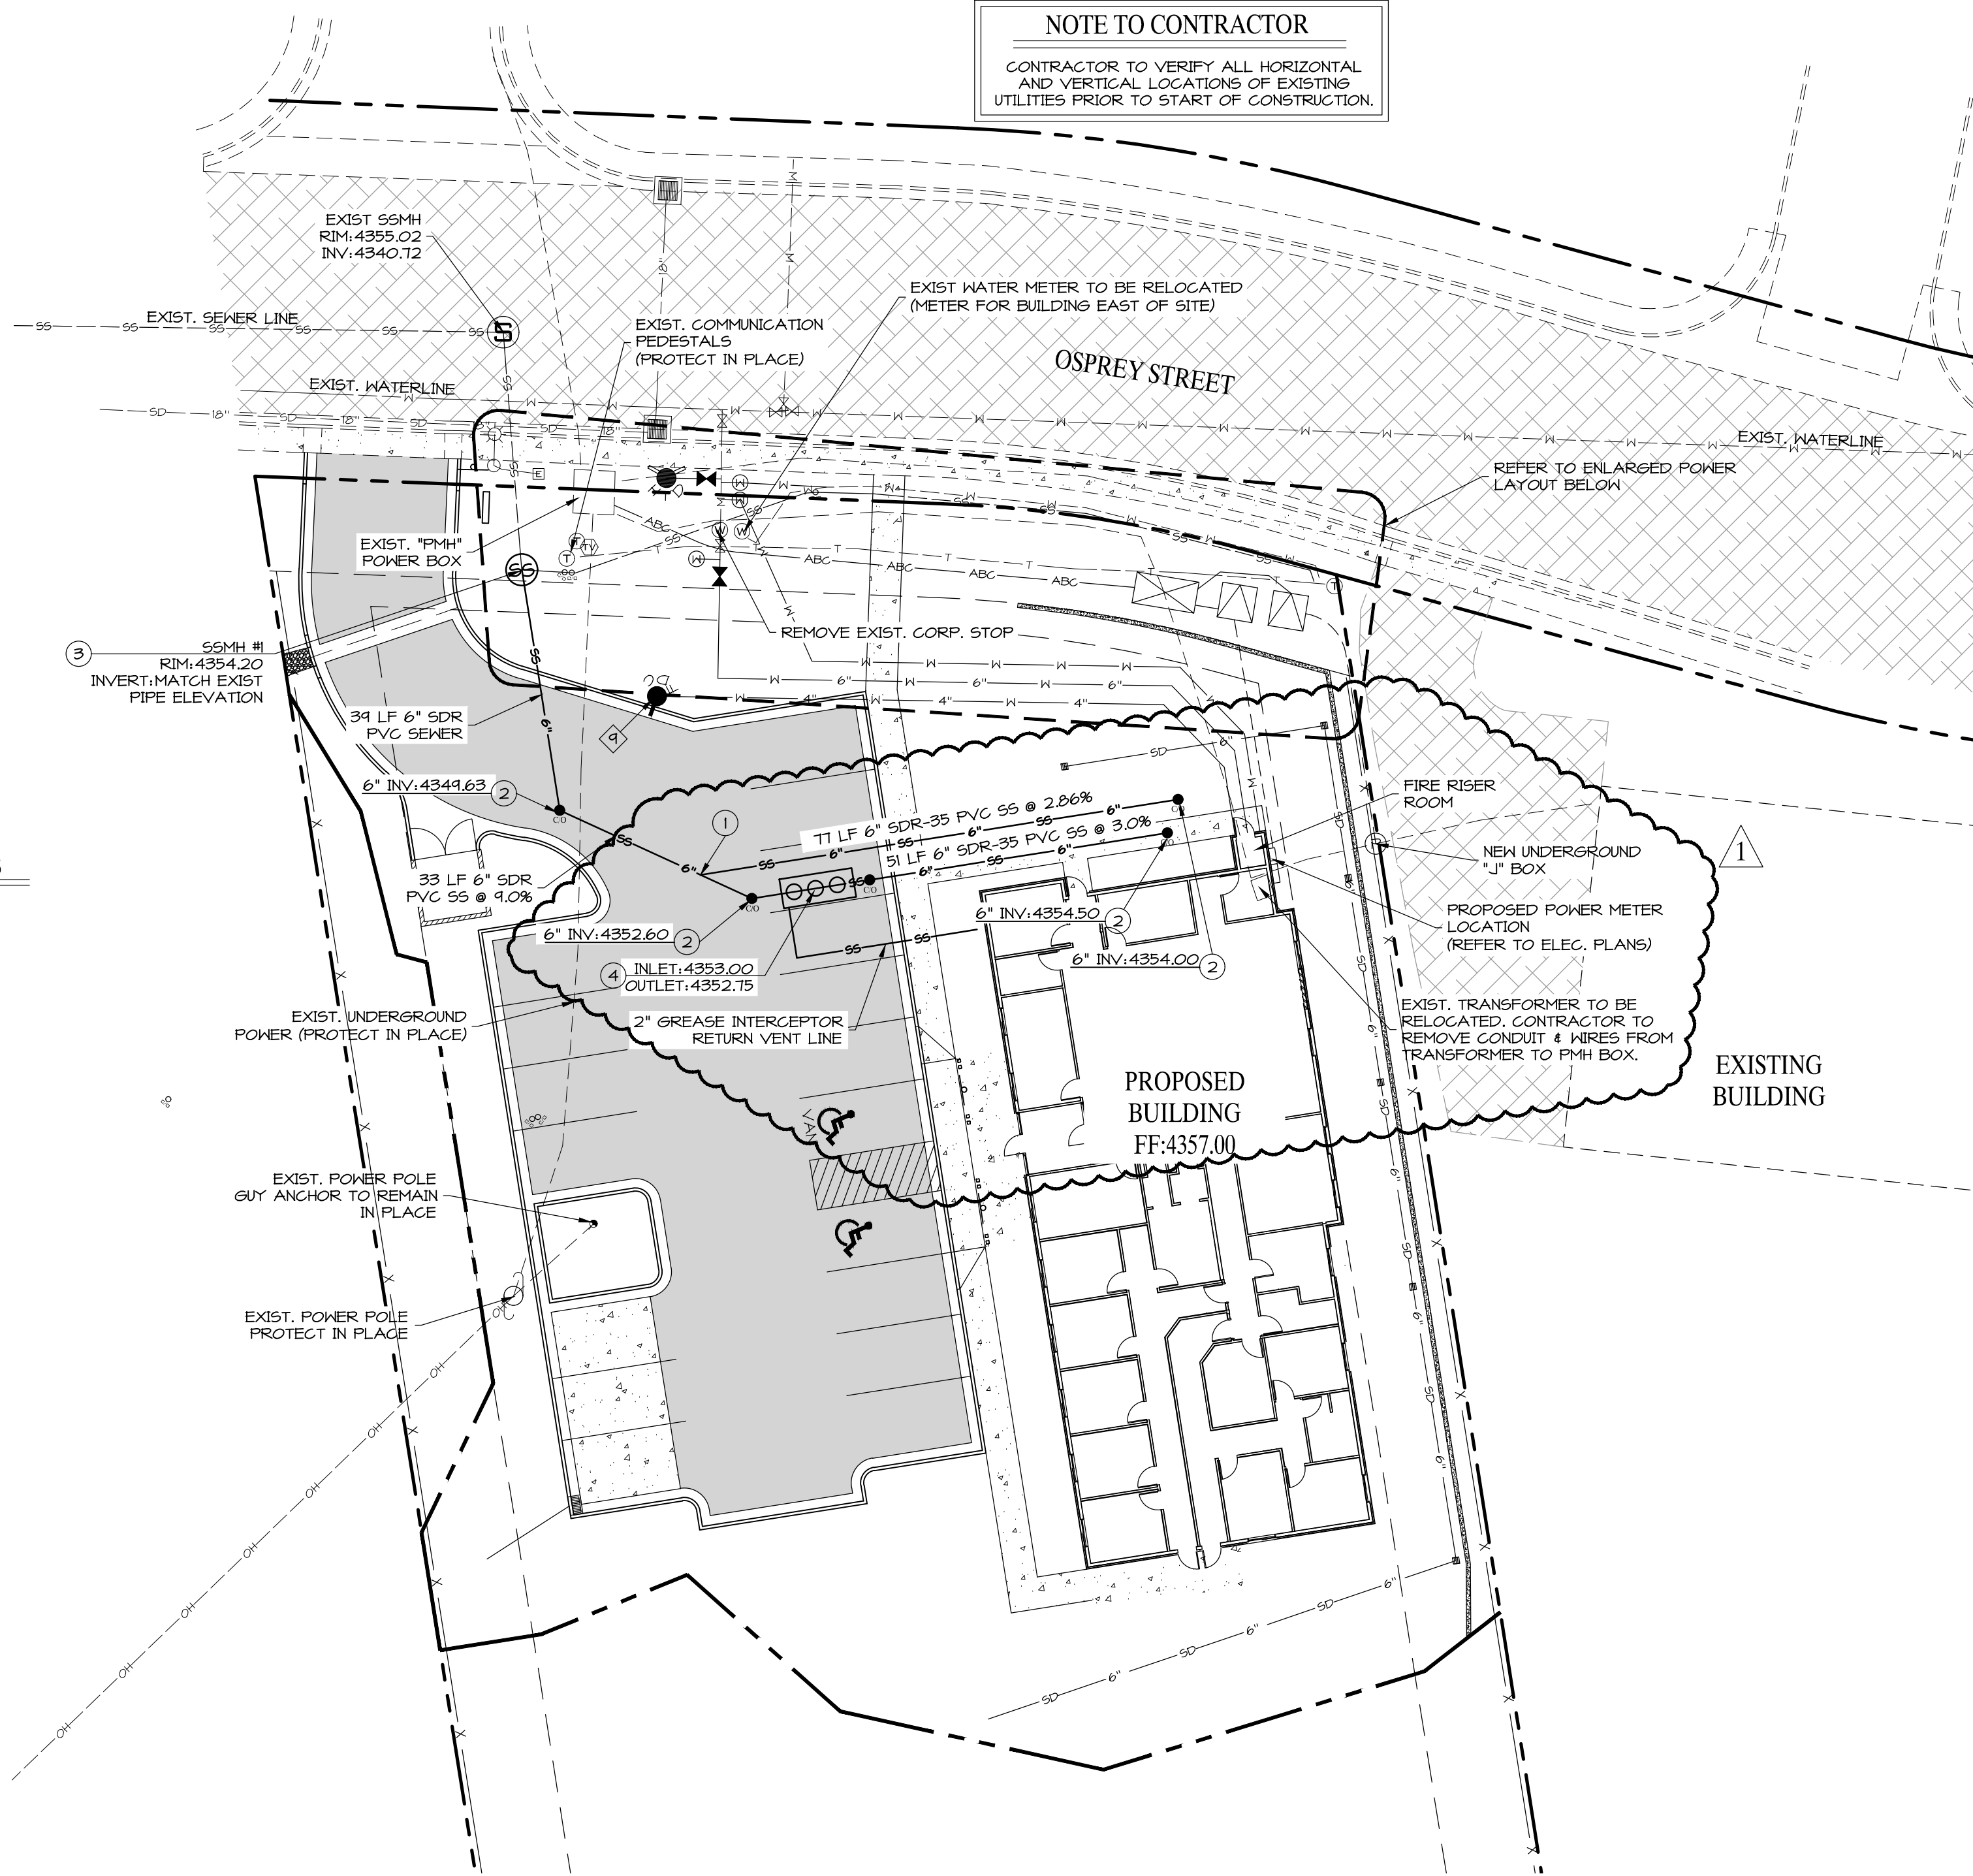 NOTE TO CONTRACTOR
CONTRACTOR TO VERIFY ALL HORIZONTAL
AND VERTICAL LOCATIONS OF EXISTING
UTILITIES PRIOR TO START OF CONSTRUCTION.
EXIST SSMH
RIM:4355.02
INV:4340.72
EXIST WATER METER TO BE RELOCATED
(METER FOR BUILDING EAST OF SITE)
EXIST. SEWER LINE
EXIST. COMMUNICATION
PEDESTALS
(PROTECT IN PLACE)
OSPREY STREET
EXIST. WATERLINE
EXIST. WATERLINE
REFER TO ENLARGED POWER
LAYOUT BELOW
EXIST. "PMH"
POWER BOX
REMOVE EXIST. CORP. STOP
3
SSMH #1
RIM:4354.20
INVERT:MATCH EXIST
PIPE ELEVATION
39 LF 6" SDR
PVC SEWER
9
6" INV:4349.63
2
1
77 LF 6" SDR-35 PVC SS @ 2.86%
51 LF 6" SDR-35 PVC SS @ 3.0%
FIRE RISER
ROOM
1
NEW UNDERGROUND
"J" BOX
33 LF 6" SDR
PVC SS @ 9.0%
PROPOSED POWER METER
LOCATION
(REFER TO ELEC. PLANS)
6" INV:4354.50
2
6" INV:4352.60
2
6" INV:4354.00
2
4
INLET:4353.00
OUTLET:4352.75
EXIST. UNDERGROUND
POWER (PROTECT IN PLACE)
2" GREASE INTERCEPTOR
RETURN VENT LINE
EXIST. TRANSFORMER TO BE
RELOCATED. CONTRACTOR TO
REMOVE CONDUIT & WIRES FROM
TRANSFORMER TO PMH BOX.
EXISTING
BUILDING
PROPOSED
BUILDING
FF:4357.00
VAN
EXIST. POWER POLE
GUY ANCHOR TO REMAIN
IN PLACE
EXIST. POWER POLE
PROTECT IN PLACE